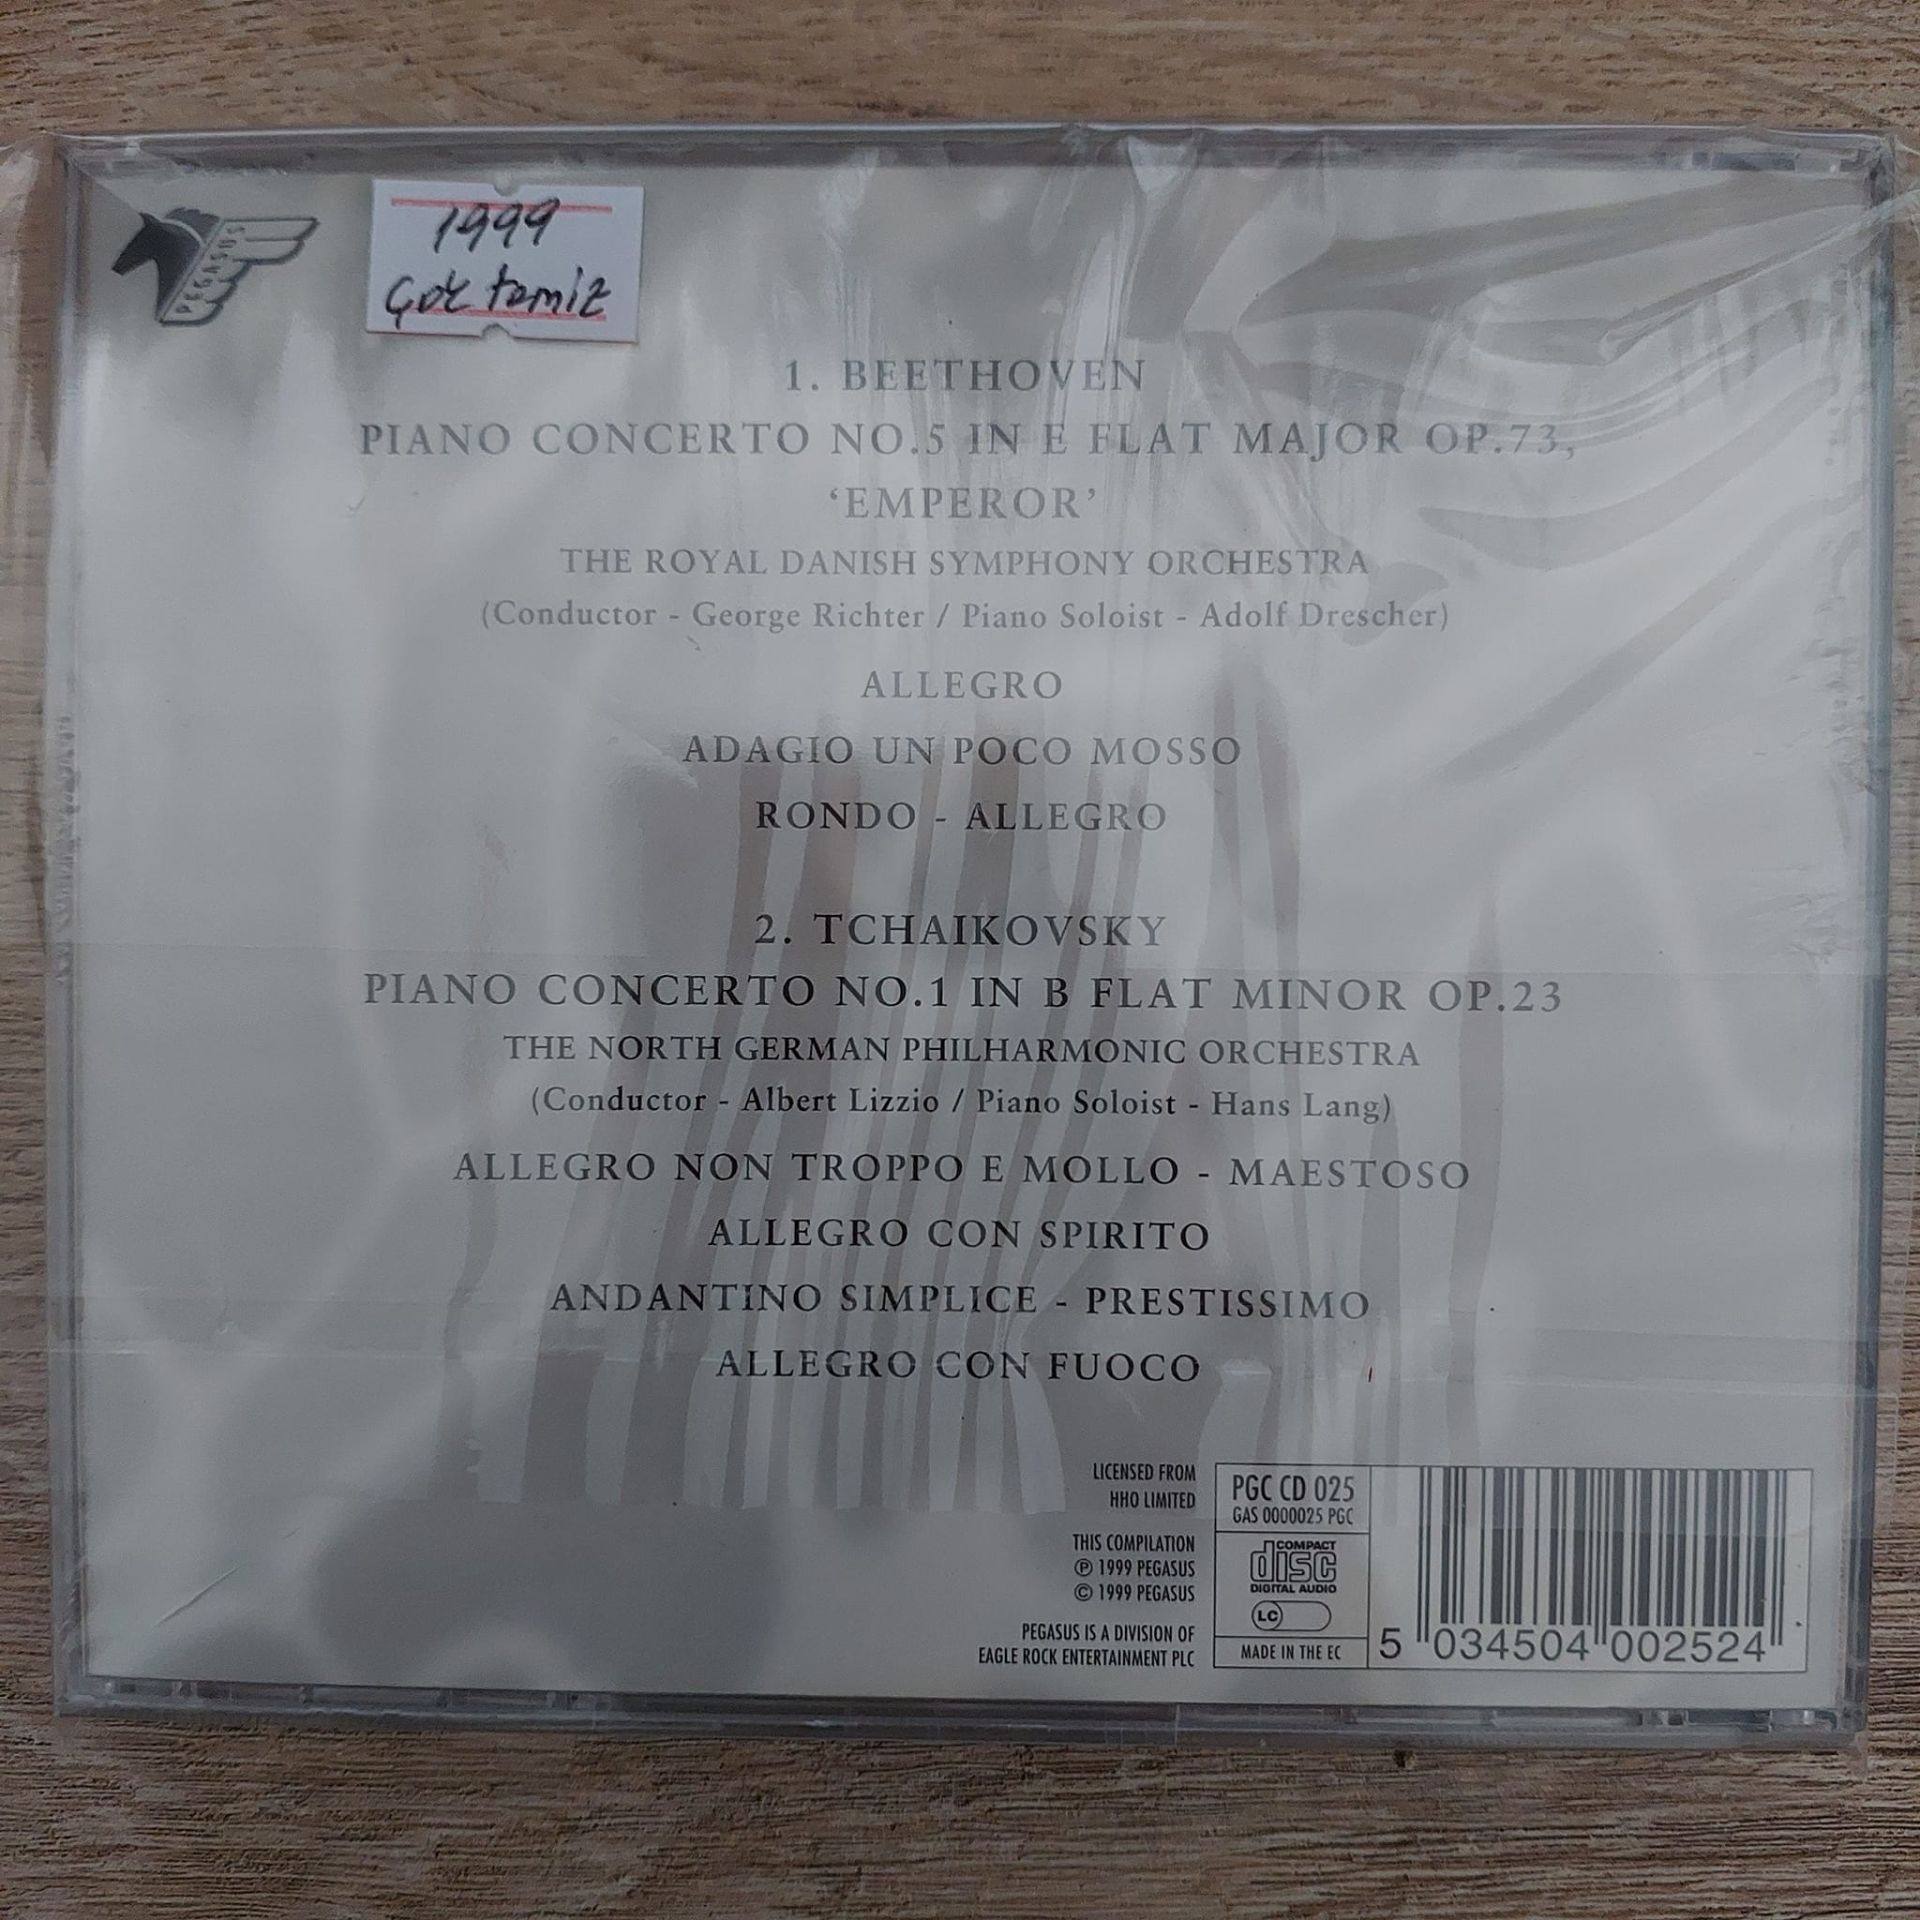 PEGASUS
1999
Çok temiz
1. BEETHOVEN
PIANO CONCERTO NO.5 IN E FLAT MAJOR OP.73,
‘EMPEROR’
THE ROYAL DANISH SYMPHONY ORCHESTRA
(Conductor - George Richter / Piano Soloist - Adolf Drescher)
ALLEGRO
ADAGIO UN POCO MOSSO
RONDO - ALLEGRO
2. TCHAIKOVSKY
PIANO CONCERTO NO.1 IN B FLAT MINOR OP.23
THE NORTH GERMAN PHILHARMONIC ORCHESTRA
(Conductor - Albert Lizzio / Piano Soloist - Hans Lang)
ALLEGRO NON TROPPO E MOLLO - MAESTOSO
ALLEGRO CON SPIRITO
ANDANTINO SIMPLICE - PRESTISSIMO
ALLEGRO CON FUOCO
LICENSED FROM
HHO LIMITED
THIS COMPILATION
℗ 1999 PEGASUS
© 1999 PEGASUS
PEGASUS IS A DIVISION OF
EAGLE ROCK ENTERTAINMENT PLC
PGC CD 025
GAS 0000025 PGC
COMPACT
disc
DIGITAL AUDIO
LC
MADE IN THE EC
5 034504 002524